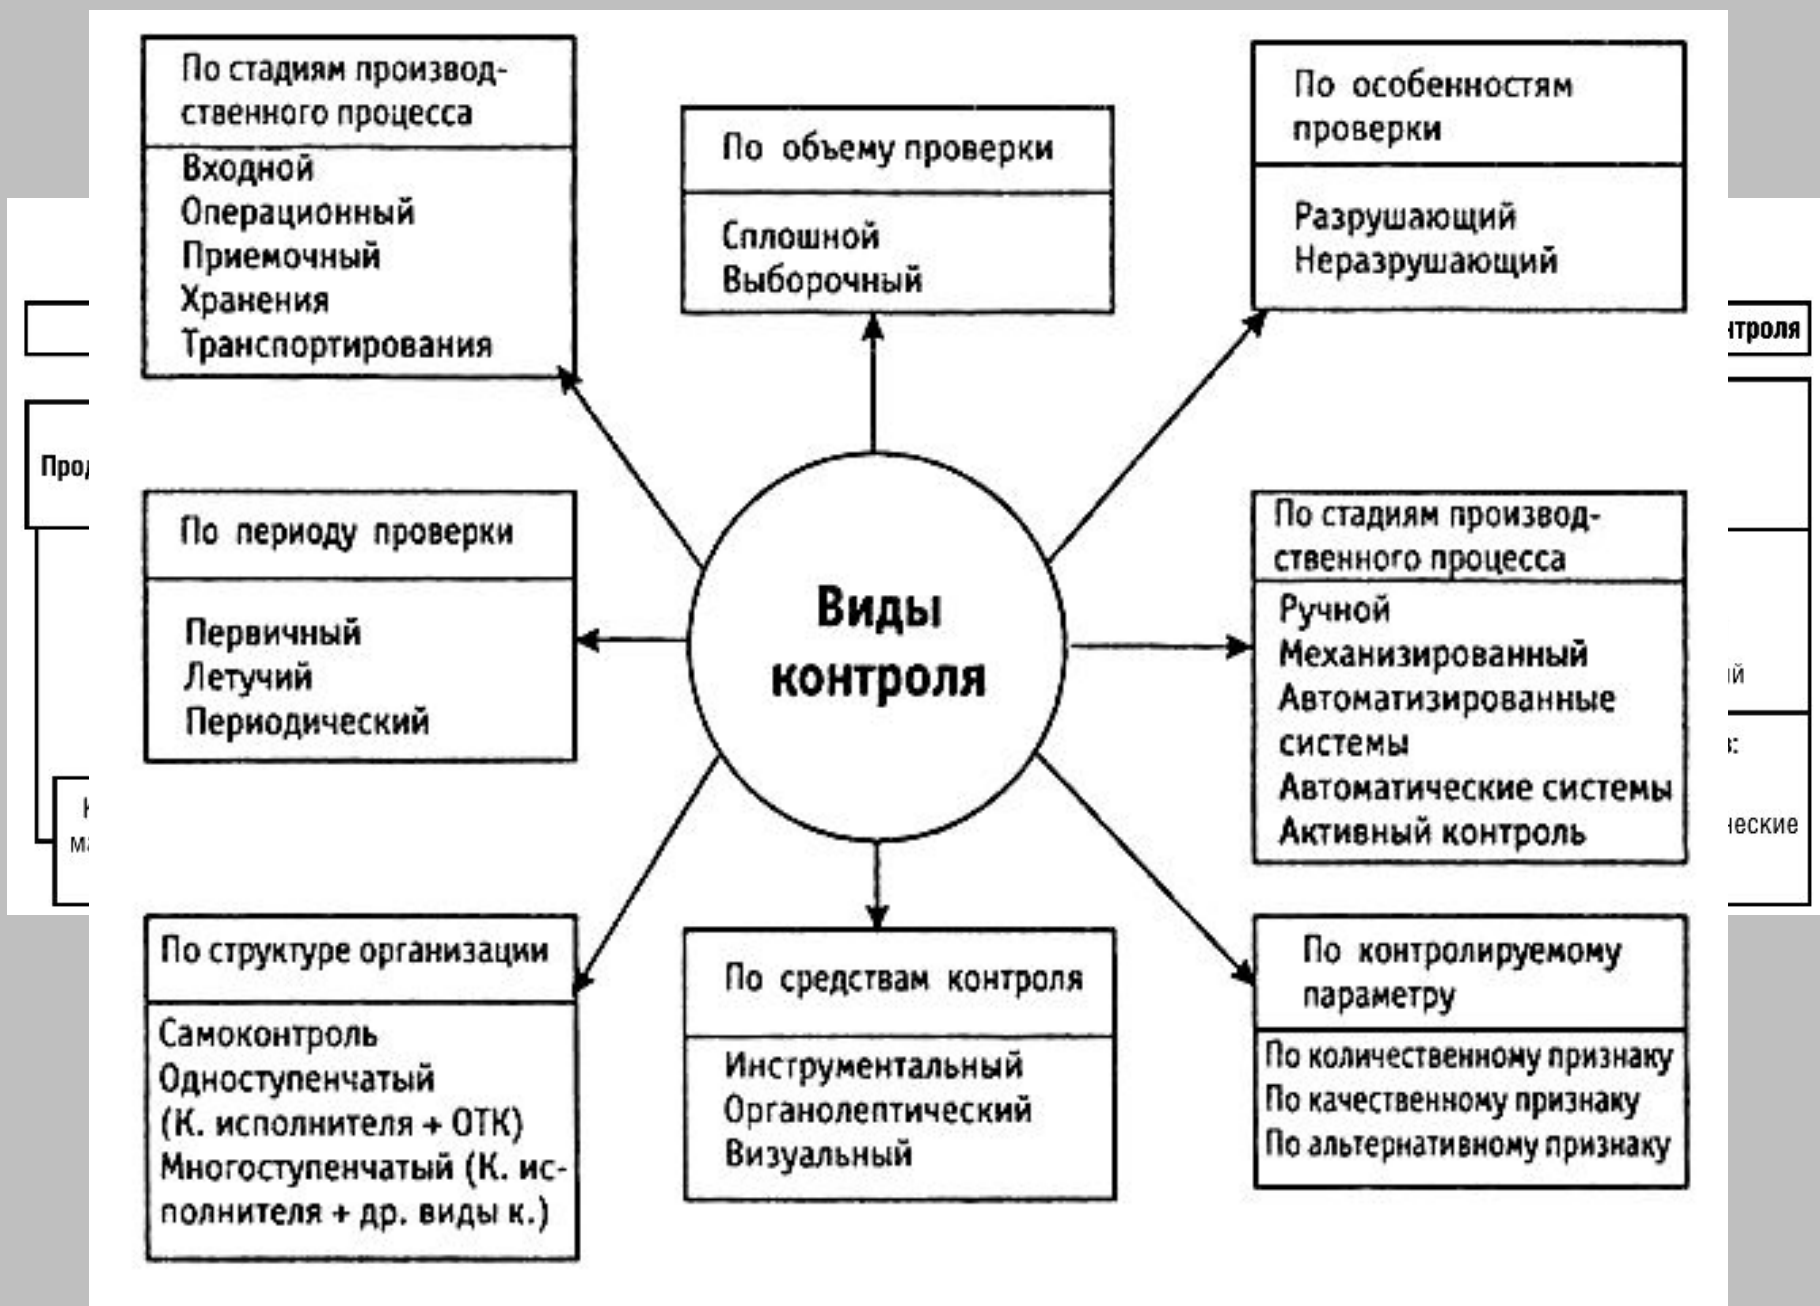 По стадиям производ-
ственного процесса
Входной
Операционный
Приемочный
Хранения
Транспортирования
По объему проверки
Сплошной
Выборочный
По особенностям
проверки
Разрушающий
Неразрушающий
По периоду проверки
Первичный
Летучий
Периодический
Виды
контроля
По стадиям производ-
ственного процесса
Ручной
Механизированный
Автоматизированные
системы
Автоматические системы
Активный контроль
По структуре организации
Самоконтроль
Одноступенчатый
(К. исполнителя + ОТК)
Многоступенчатый (К. ис-
полнителя + др. виды к.)
По средствам контроля
Инструментальный
Органолептический
Визуальный
По контролируемому
параметру
По количественному признаку
По качественному признаку
По альтернативному признаку